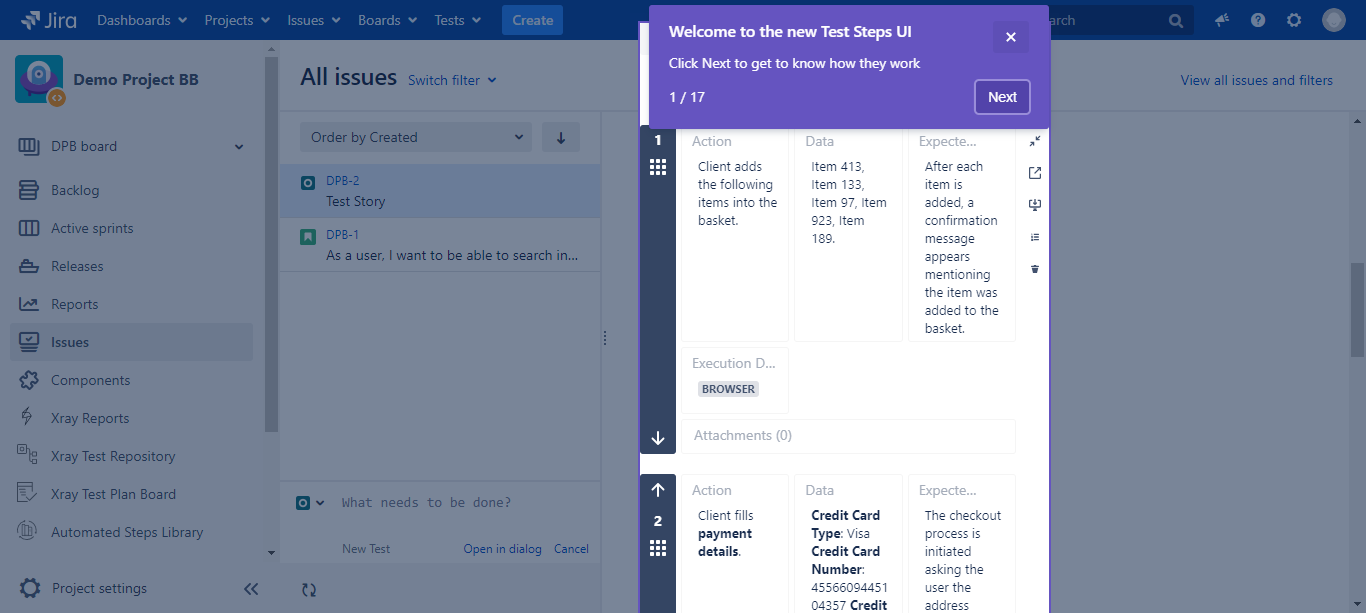 Jira
Dashboards
Projects
Issues
Boards
Tests
Create
arch
Welcome to the new Test Steps UI
Click Next to get to know how they work
1 / 17
Next
Demo Project BB
DPB board
Backlog
Active sprints
Releases
Reports
Issues
Components
Xray Reports
Xray Test Repository
Xray Test Plan Board
Automated Steps Library
Project settings
All issues
Switch filter
View all issues and filters
Order by Created
DPB-2
Test Story
DPB-1
As a user, I want to be able to search in...
What needs to be done?
New Test
Open in dialog
Cancel
1
Action
Client adds
the following
items into the
basket.
Data
Item 413,
Item 133,
Item 97, Item
923, Item
189.
Expecte...
After each
item is
added, a
confirmation
message
appears
mentioning
the item was
added to the
basket.
Execution D...
BROWSER
Attachments (0)
2
Action
Client fills
payment
details.
Data
Credit Card
Type: Visa
Credit Card
Number:
45566094451
04357 Credit
Expecte...
The checkout
process is
initiated
asking the
user the
address